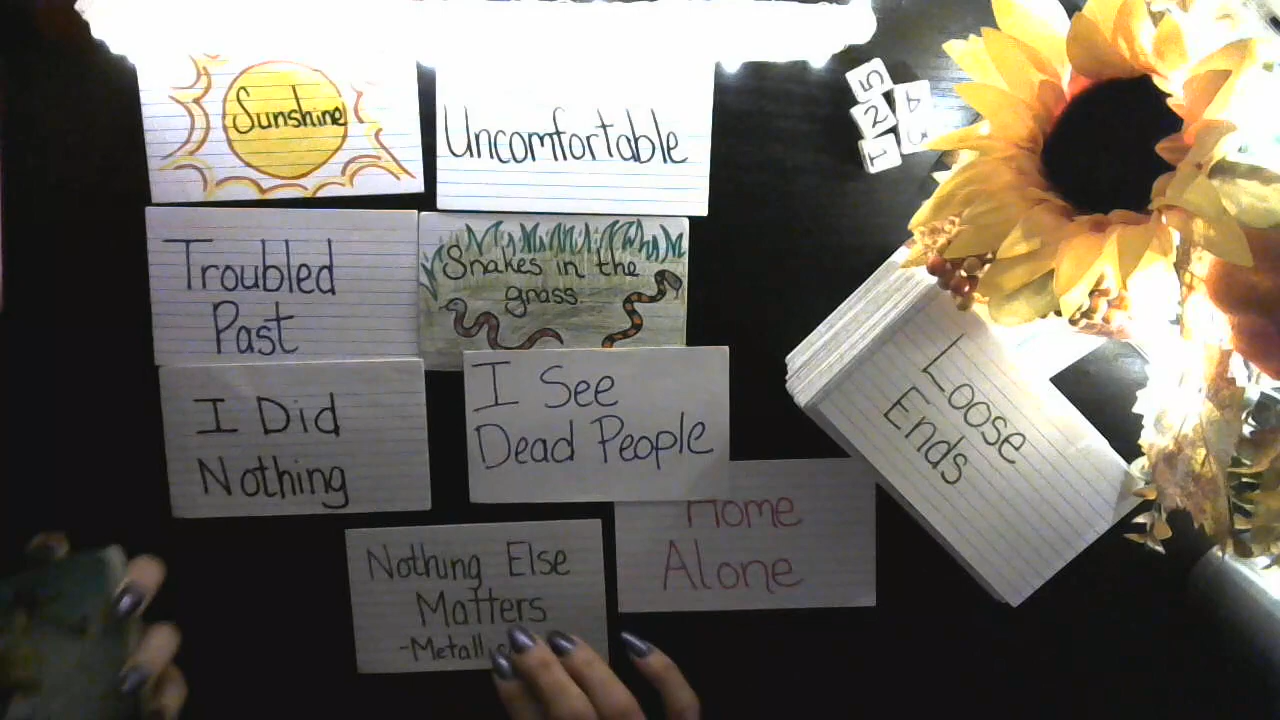 Sunshine
Uncomfortable
Troubled
Past
Snakes in the
grass
I Did
Nothing
I See
Dead People
Home
Alone
Nothing Else
Matters
Loose
Ends
5
2
1